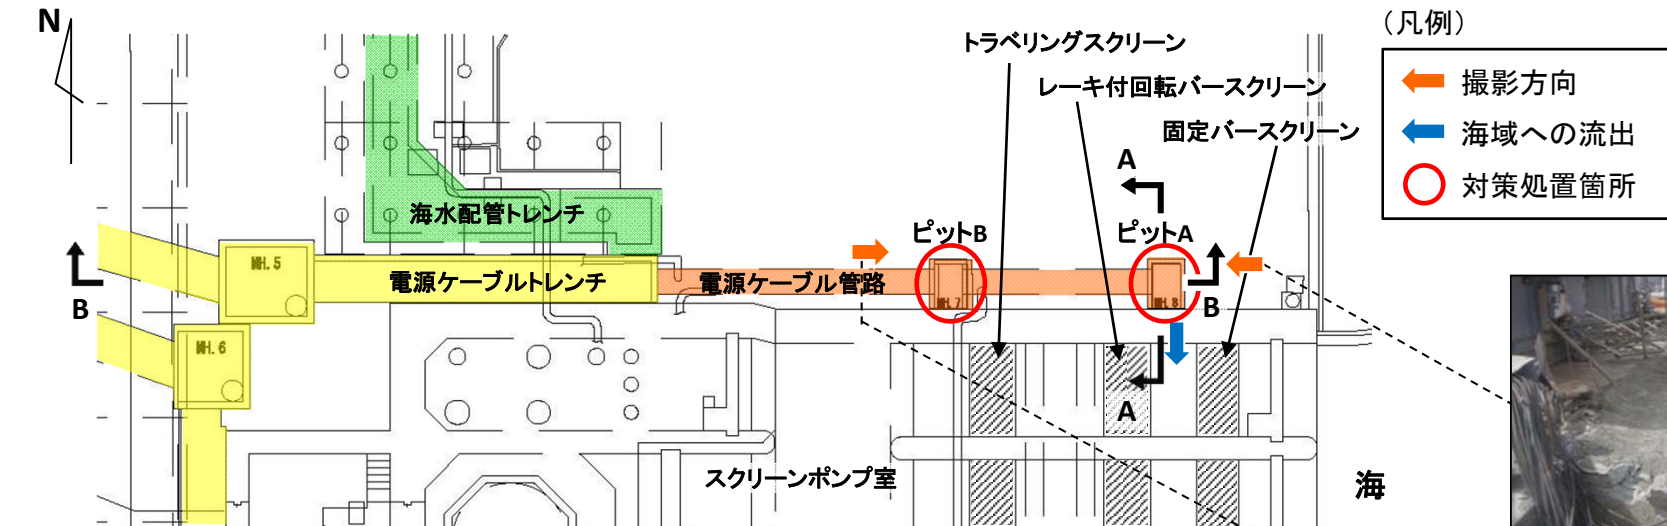 N
(凡例)
撮影方向
海域への流出
対策処置箇所
トラベリングスクリーン
レーキ付回転バースクリーン
固定バースクリーン
A
海水配管トレンチ
ピットB
ピットA
MH.5
電源ケーブルトレンチ
電源ケーブル管路
MH.7
MH.8
B
B
MH.6
A
スクリーンポンプ室
海